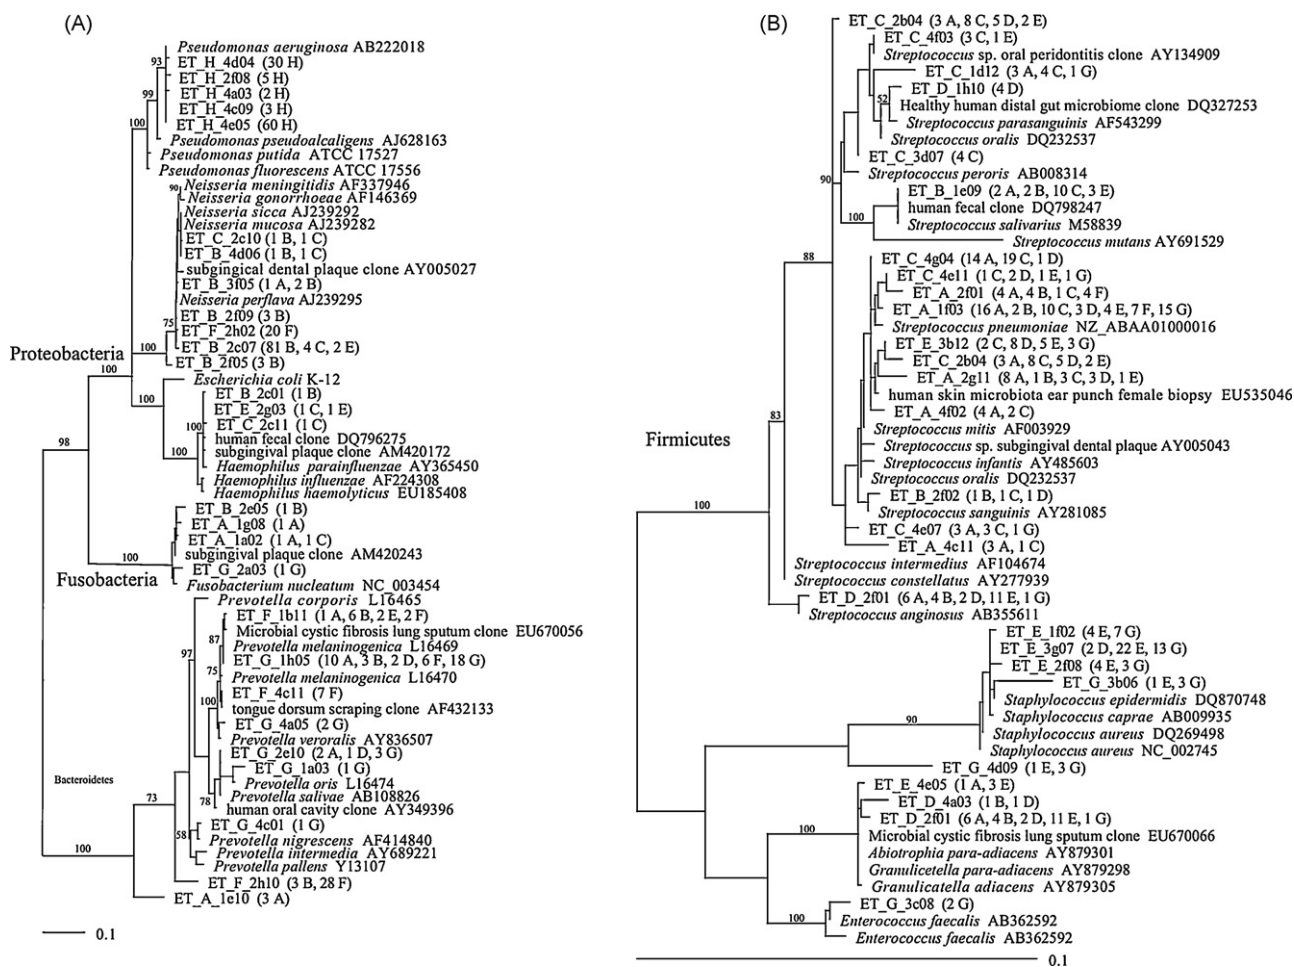 (A)
Pseudomonas aeruginosa AB222018
93
ET_H_4d04 (30 H)
ET_H_2f08 (5 H)
99
ET_H_4a03 (2 H)
ET_H_4c09 (3 H)
100
ET_H_4e05 (60 H)
Pseudomonas pseudoalcaligens AJ628163
Pseudomonas putida ATCC 17527
Pseudomonas fluorescens ATCC 17556
90
Neisseria meningitidis AF337946
Neisseria gonorrhoeae AF146369
Neisseria sicca AJ239292
Neisseria mucosa AJ239282
ET_C_2c10 (1 B, 1 C)
ET_B_4d06 (1 B, 1 C)
subgingical dental plaque clone AY005027
ET_B_3f05 (1 A, 2 B)
Neisseria perflava AJ239295
ET_B_2f09 (3 B)
75
ET_F_2h02 (20 F)
100
ET_B_2c07 (81 B, 4 C, 2 E)
Proteobacteria
ET_B_2f05 (3 B)
100
Escherichia coli K-12
ET_B_2c01 (1 B)
100
ET_E_2g03 (1 C, 1 E)
ET_C_2c11 (1 C)
100
human fecal clone DQ796275
98
subgingival plaque clone AM420172
100
Haemophilus parainfluenzae AY365450
Haemophilus influenzae AF224308
Haemophilus haemolyticus EU185408
ET_B_2e05 (1 B)
ET_A_1g08 (1 A)
ET_A_1a02 (1 A, 1 C)
100
subgingival plaque clone AM420243
Fusobacteria
ET_G_2a03 (1 G)
Fusobacterium nucleatum NC_003454
Prevotella corporis L16465
ET_F_1b11 (1 A, 6 B, 2 E, 2 F)
Microbial cystic fibrosis lung sputum clone EU670056
87
Prevotella melaninogenica L16469
97
ET_G_1h05 (10 A, 3 B, 2 D, 6 F, 18 G)
75
Prevotella melaninogenica L16470
ET_F_4c11 (7 F)
100
tongue dorsum scraping clone AF432133
ET_G_4a05 (2 G)
Prevotella veroralis AY836507
ET_G_2e10 (2 A, 1 D, 3 G)
ET_G_1a03 (1 G)
Bacteroidetes
Prevotella oris L16474
Prevotella salivae AB108826
73
78
human oral cavity clone AY349396
ET_G_4c01 (1 G)
58
Prevotella nigrescens AF414840
100
Prevotella intermedia AY689221
Prevotella pallens Y13107
ET_F_2h10 (3 B, 28 F)
ET_A_1e10 (3 A)
0.1
(B)
ET_C_2b04 (3 A, 8 C, 5 D, 2 E)
ET_C_4f03 (3 C, 1 E)
Streptococcus sp. oral peridontitis clone AY134909
ET_C_1d12 (3 A, 4 C, 1 G)
ET_D_1h10 (4 D)
52
Healthy human distal gut microbiome clone DQ327253
Streptococcus parasanguinis AF543299
Streptococcus oralis DQ232537
ET_C_3d07 (4 C)
Streptococcus peroris AB008314
90
ET_B_1e09 (2 A, 2 B, 10 C, 3 E)
human fecal clone DQ798247
100
Streptococcus salivarius M58839
Streptococcus mutans AY691529
88
ET_C_4g04 (14 A, 19 C, 1 D)
ET_C_4e11 (1 C, 2 D, 1 E, 1 G)
ET_A_2f01 (4 A, 4 B, 1 C, 4 F)
ET_A_1f03 (16 A, 2 B, 10 C, 3 D, 4 E, 7 F, 15 G)
Streptococcus pneumoniae NZ_ABAA01000016
ET_E_3b12 (2 C, 8 D, 5 E, 3 G)
ET_C_2b04 (3 A, 8 C, 5 D, 2 E)
ET_A_2g11 (8 A, 1 B, 3 C, 3 D, 1 E)
human skin microbiota ear punch female biopsy EU535046
83
ET_A_4f02 (4 A, 2 C)
Streptococcus mitis AF003929
Firmicutes
Streptococcus sp. subgingival dental plaque AY005043
Streptococcus infantis AY485603
Streptococcus oralis DQ232537
ET_B_2f02 (1 B, 1 C, 1 D)
100
Streptococcus sanguinis AY281085
ET_C_4e07 (3 A, 3 C, 1 G)
ET_A_4c11 (3 A, 1 C)
Streptococcus intermedius AF104674
Streptococcus constellatus AY277939
ET_D_2f01 (6 A, 4 B, 2 D, 11 E, 1 G)
Streptococcus anginosus AB355611
ET_E_1f02 (4 E, 7 G)
ET_E_3g07 (2 D, 22 E, 13 G)
ET_E_2f08 (4 E, 3 G)
ET_G_3b06 (1 E, 3 G)
Staphylococcus epidermidis DQ870748
Staphylococcus caprae AB009935
90
Staphylococcus aureus DQ269498
Staphylococcus aureus NC_002745
ET_G_4d09 (1 E, 3 G)
ET_E_4e05 (1 A, 3 E)
ET_D_4a03 (1 B, 1 D)
ET_D_2f01 (6 A, 4 B, 2 D, 11 E, 1 G)
100
Microbial cystic fibrosis lung sputum clone EU670066
Abiotrophia para-adiacens AY879301
Granulicetella para-adiacens AY879298
Granulicatella adiacens AY879305
ET_G_3c08 (2 G)
100
Enterococcus faecalis AB362592
Enterococcus faecalis AB362592
0.1